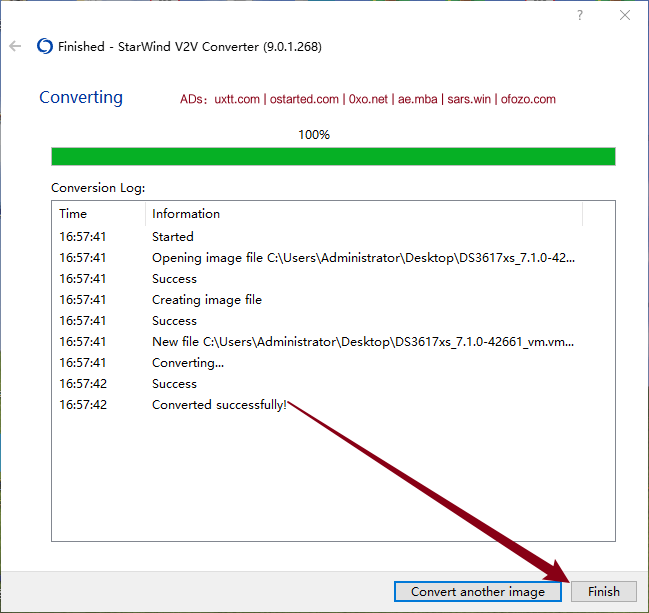 ?
Finished - StarWind V2V Converter (9.0.1.268)
Converting
ADs：uxtt.com | ostarted.com | 0xo.net | ae.mba | sars.win | ofozo.com
100%
Conversion Log:
Time Information
16:57:41 Started
16:57:41 Opening image file C:\Users\Administrator\Desktop\DS3617xs_7.1.0-42...
16:57:41 Success
16:57:41 Creating image file
16:57:41 Success
16:57:41 New file C:\Users\Administrator\Desktop\DS3617xs_7.1.0-42661_vm.vm...
16:57:41 Converting...
16:57:42 Success
16:57:42 Converted successfully!
Convert another image Finish